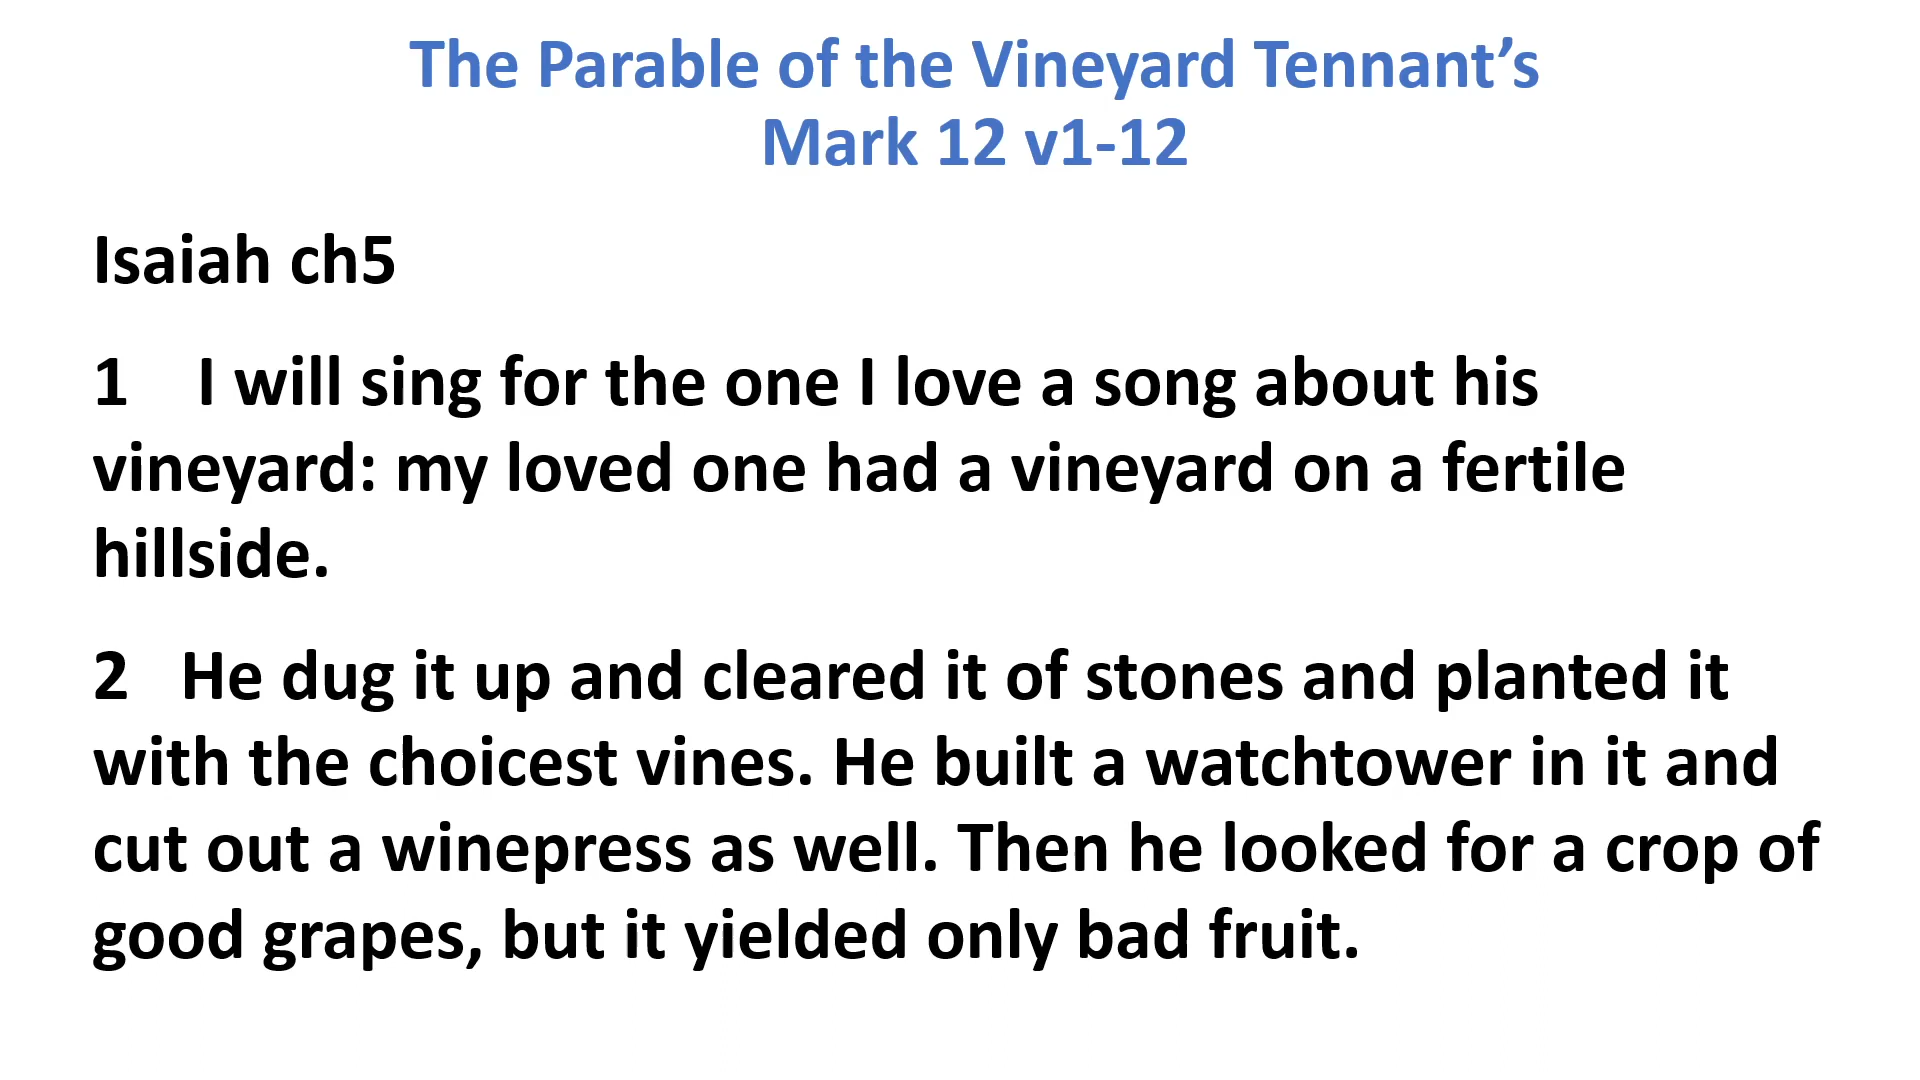 The Parable of the Vineyard Tennant’s
Mark 12 v1-12
Isaiah ch5
1 I will sing for the one I love a song about his
vineyard: my loved one had a vineyard on a fertile
hillside.
2 He dug it up and cleared it of stones and planted it
with the choicest vines. He built a watchtower in it and
cut out a winepress as well. Then he looked for a crop of
good grapes, but it yielded only bad fruit.